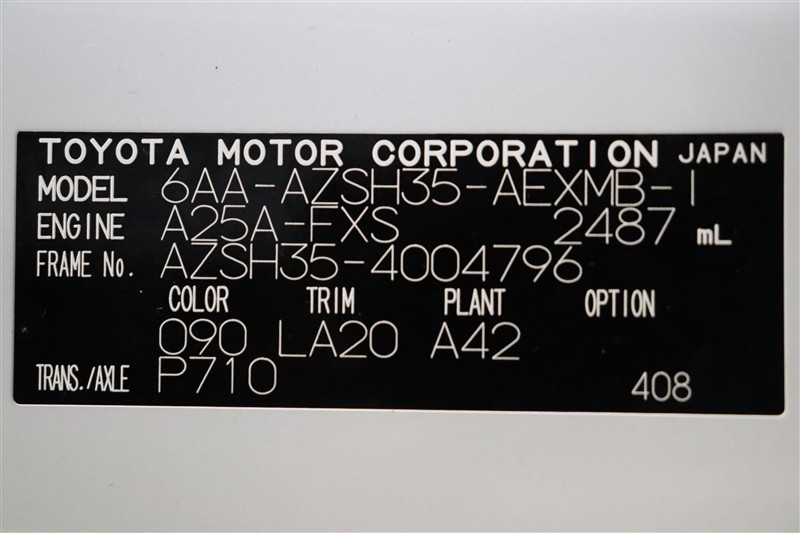 TOYOTA MOTOR CORPORATION JAPAN
MODEL 6AA-AZSH35-AEXMB-I
ENGINE A25A-FXS 2487 mL
FRAME No. AZSH35-4004796
COLOR TRIM PLANT OPTION
090 LA20 A42
TRANS./AXLE P710 408